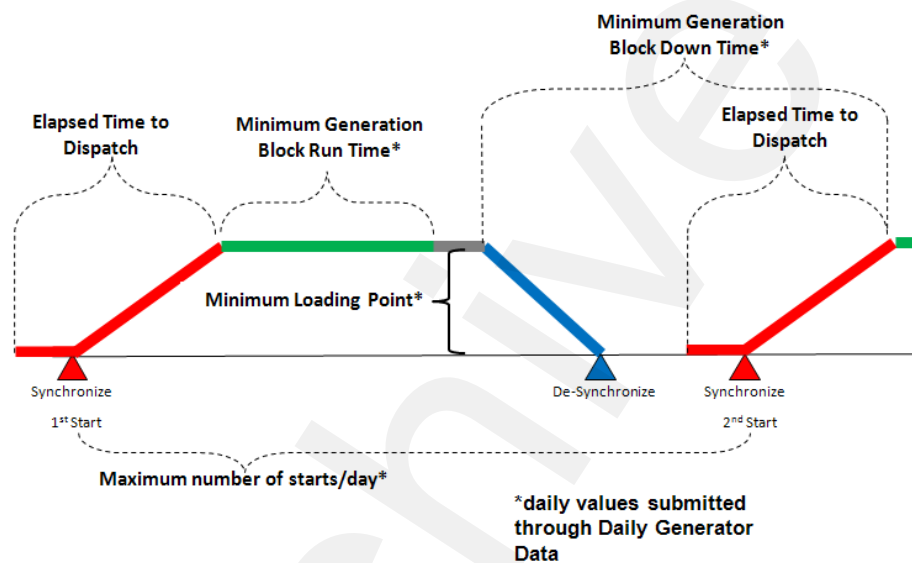 Minimum Generation
Block Down Time*
Elapsed Time to
Dispatch
Minimum Generation
Block Run Time*
Elapsed Time to
Dispatch
Minimum Loading Point*
Synchronize
De-Synchronize
Synchronize
1st Start
2nd Start
Maximum number of starts/day*
*daily values submitted
through Daily Generator
Data